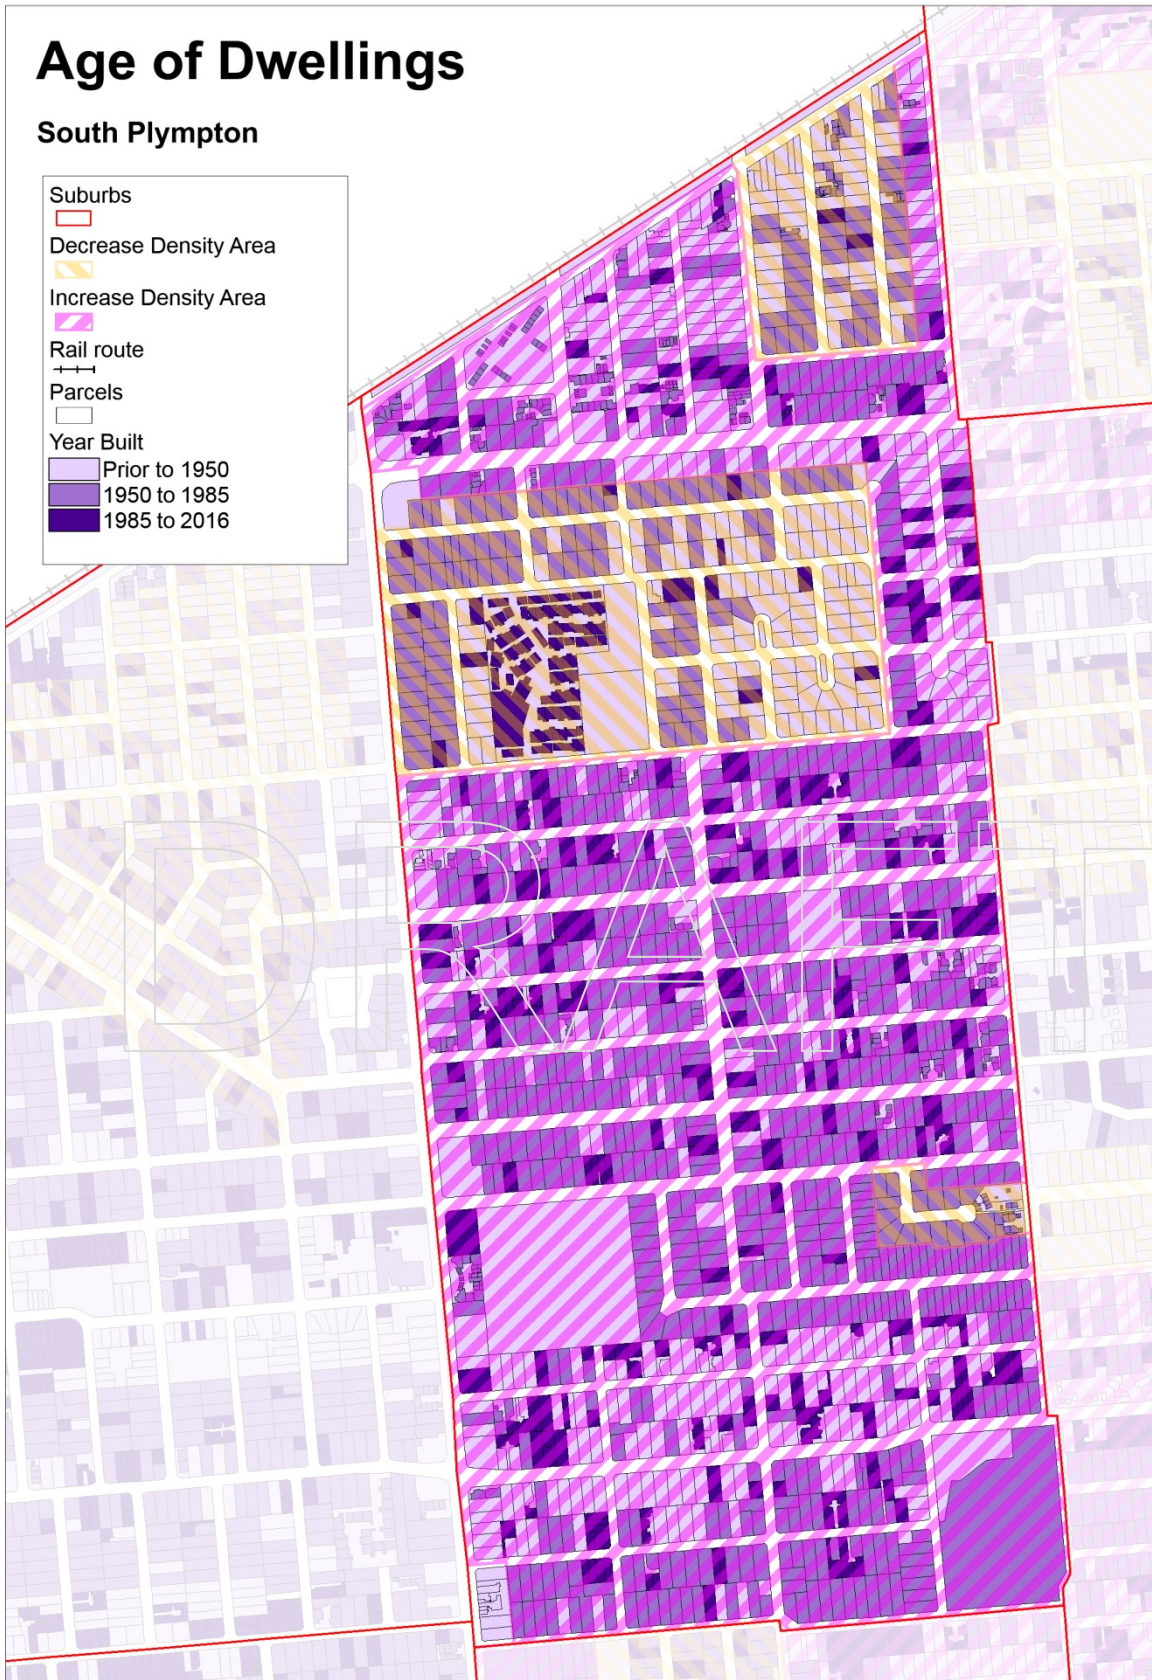 Age of Dwellings
South Plympton
Suburbs
Decrease Density Area
Increase Density Area
Rail route
Parcels
Year Built
Prior to 1950
1950 to 1985
1985 to 2016
DRAFT